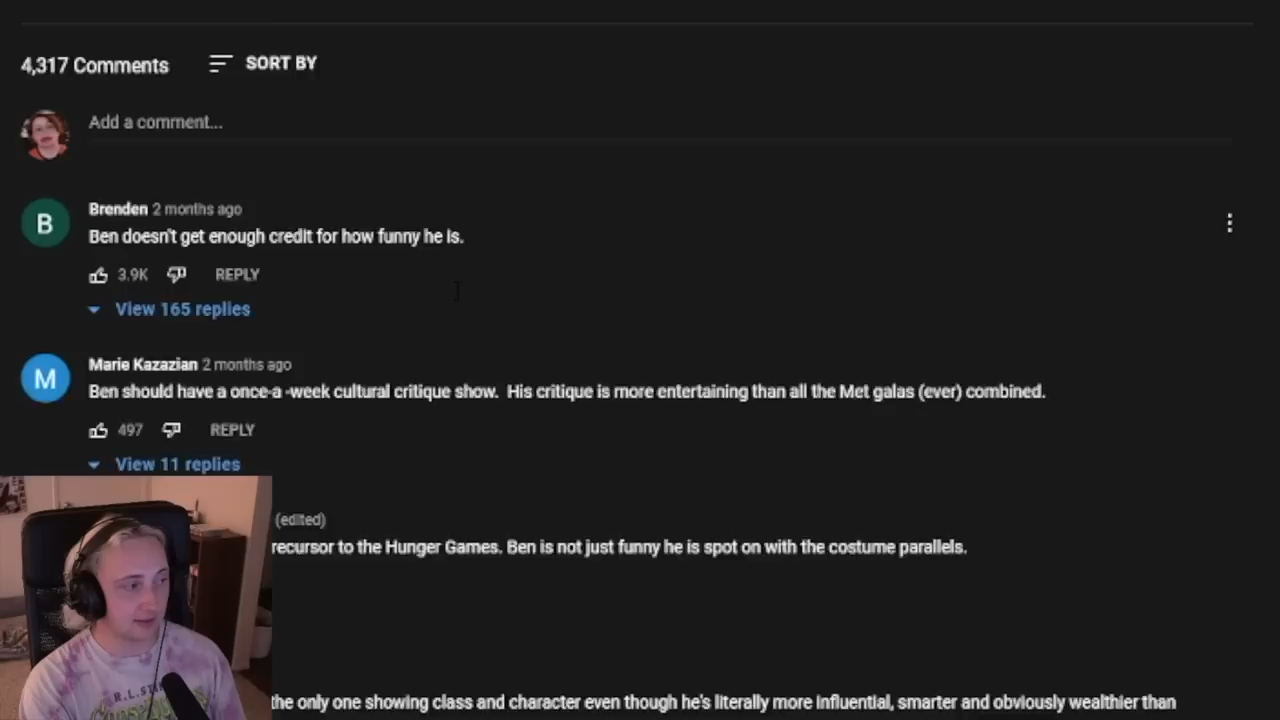 4,317 Comments
SORT BY
Add a comment...
B
Brenden 2 months ago
Ben doesn't get enough credit for how funny he is.
3.9K
REPLY
View 165 replies
M
Marie Kazazian 2 months ago
Ben should have a once-a -week cultural critique show. His critique is more entertaining than all the Met galas (ever) combined.
497
REPLY
View 11 replies
(edited)
recursor to the Hunger Games. Ben is not just funny he is spot on with the costume parallels.
the only one showing class and character even though he's literally more influential, smarter and obviously wealthier than
R.L.